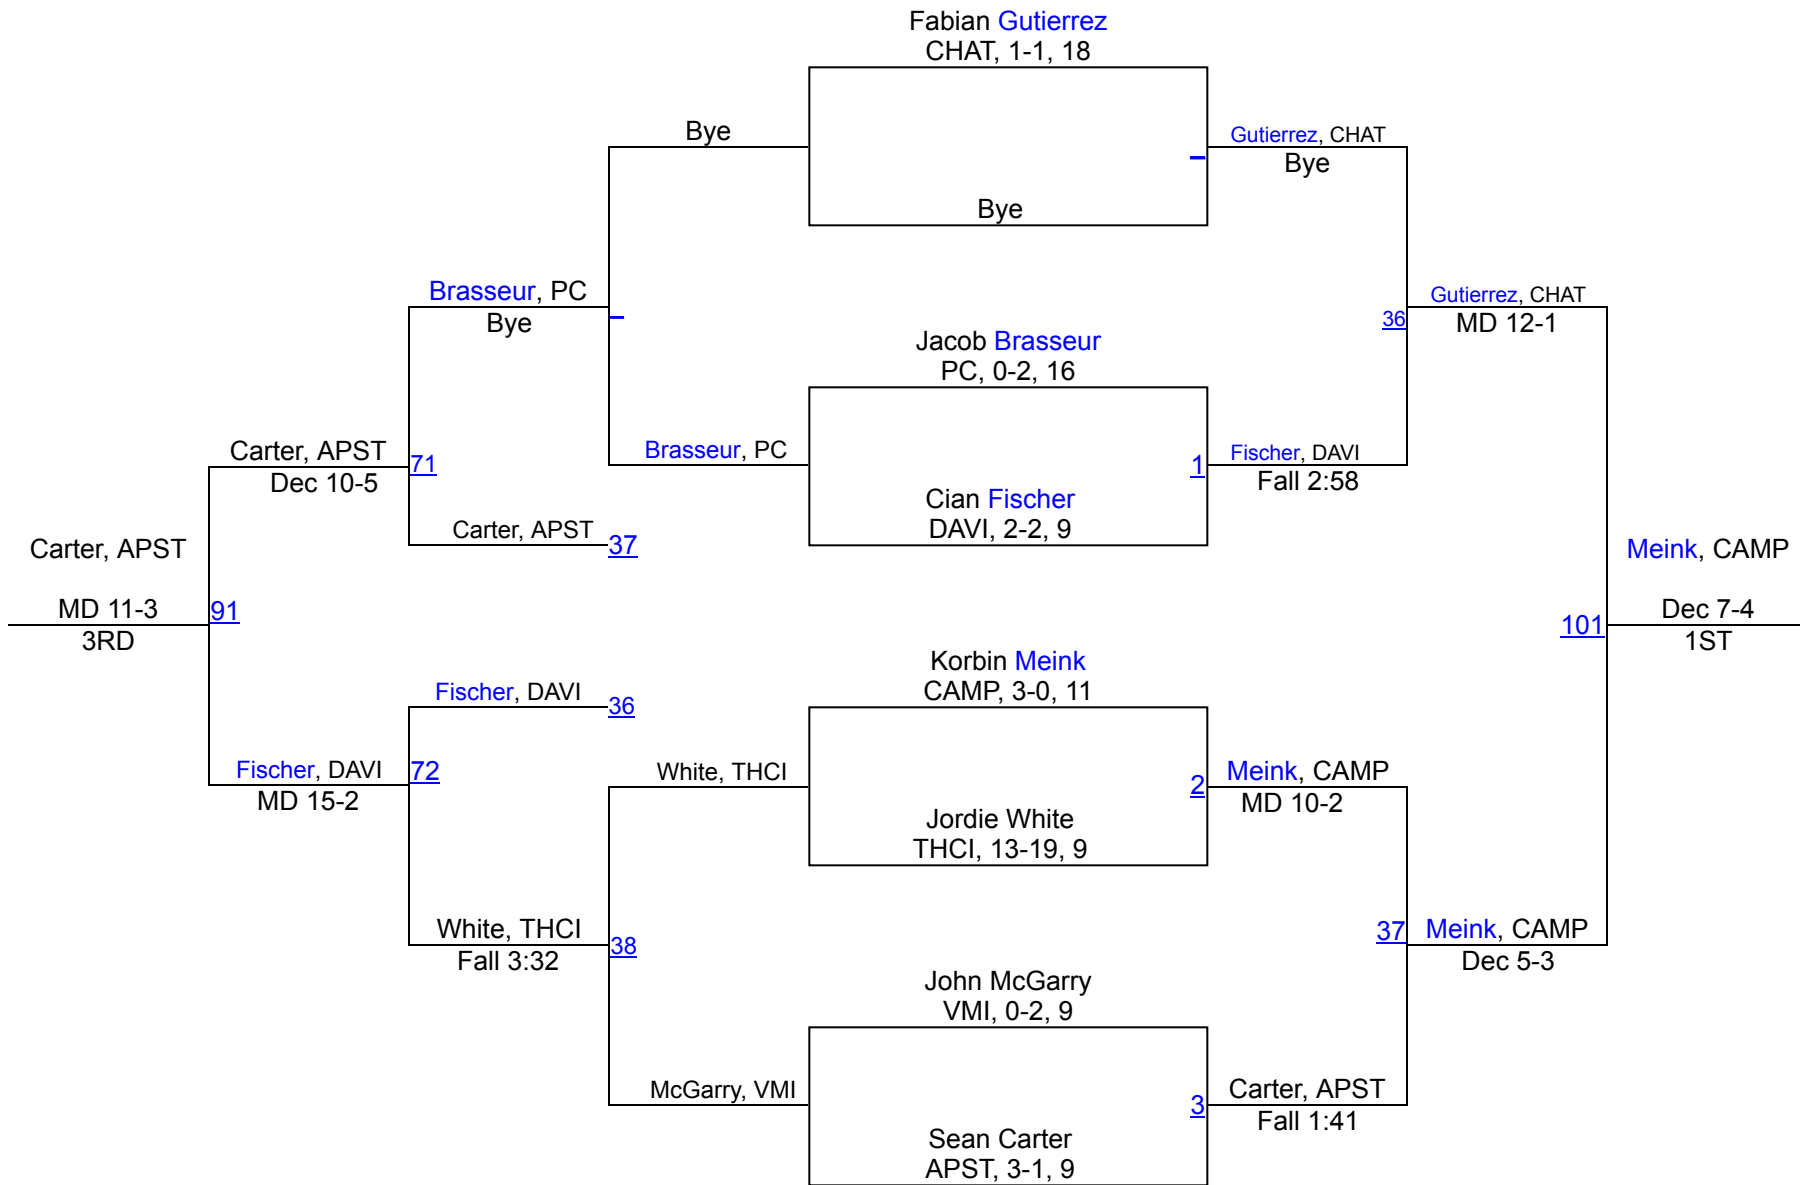 Fabian Gutierrez
CHAT, 1-1, 18
Bye
Gutierrez, CHAT
Bye
Bye
Brasseur, PC
Bye
Gutierrez, CHAT
MD 12-1
36
Jacob Brasseur
PC, 0-2, 16
Brasseur, PC
1
Fischer, DAVI
Fall 2:58
Carter, APST
Dec 10-5
71
Cian Fischer
DAVI, 2-2, 9
Carter, APST
37
Carter, APST
MD 11-3
3RD
91
Meink, CAMP
Dec 7-4
1ST
101
Korbin Meink
CAMP, 3-0, 11
Fischer, DAVI
36
Fischer, DAVI
MD 15-2
72
White, THCI
2
Meink, CAMP
MD 10-2
Jordie White
THCI, 13-19, 9
White, THCI
Fall 3:32
38
37
Meink, CAMP
Dec 5-3
John McGarry
VMI, 0-2, 9
McGarry, VMI
3
Carter, APST
Fall 1:41
Sean Carter
APST, 3-1, 9